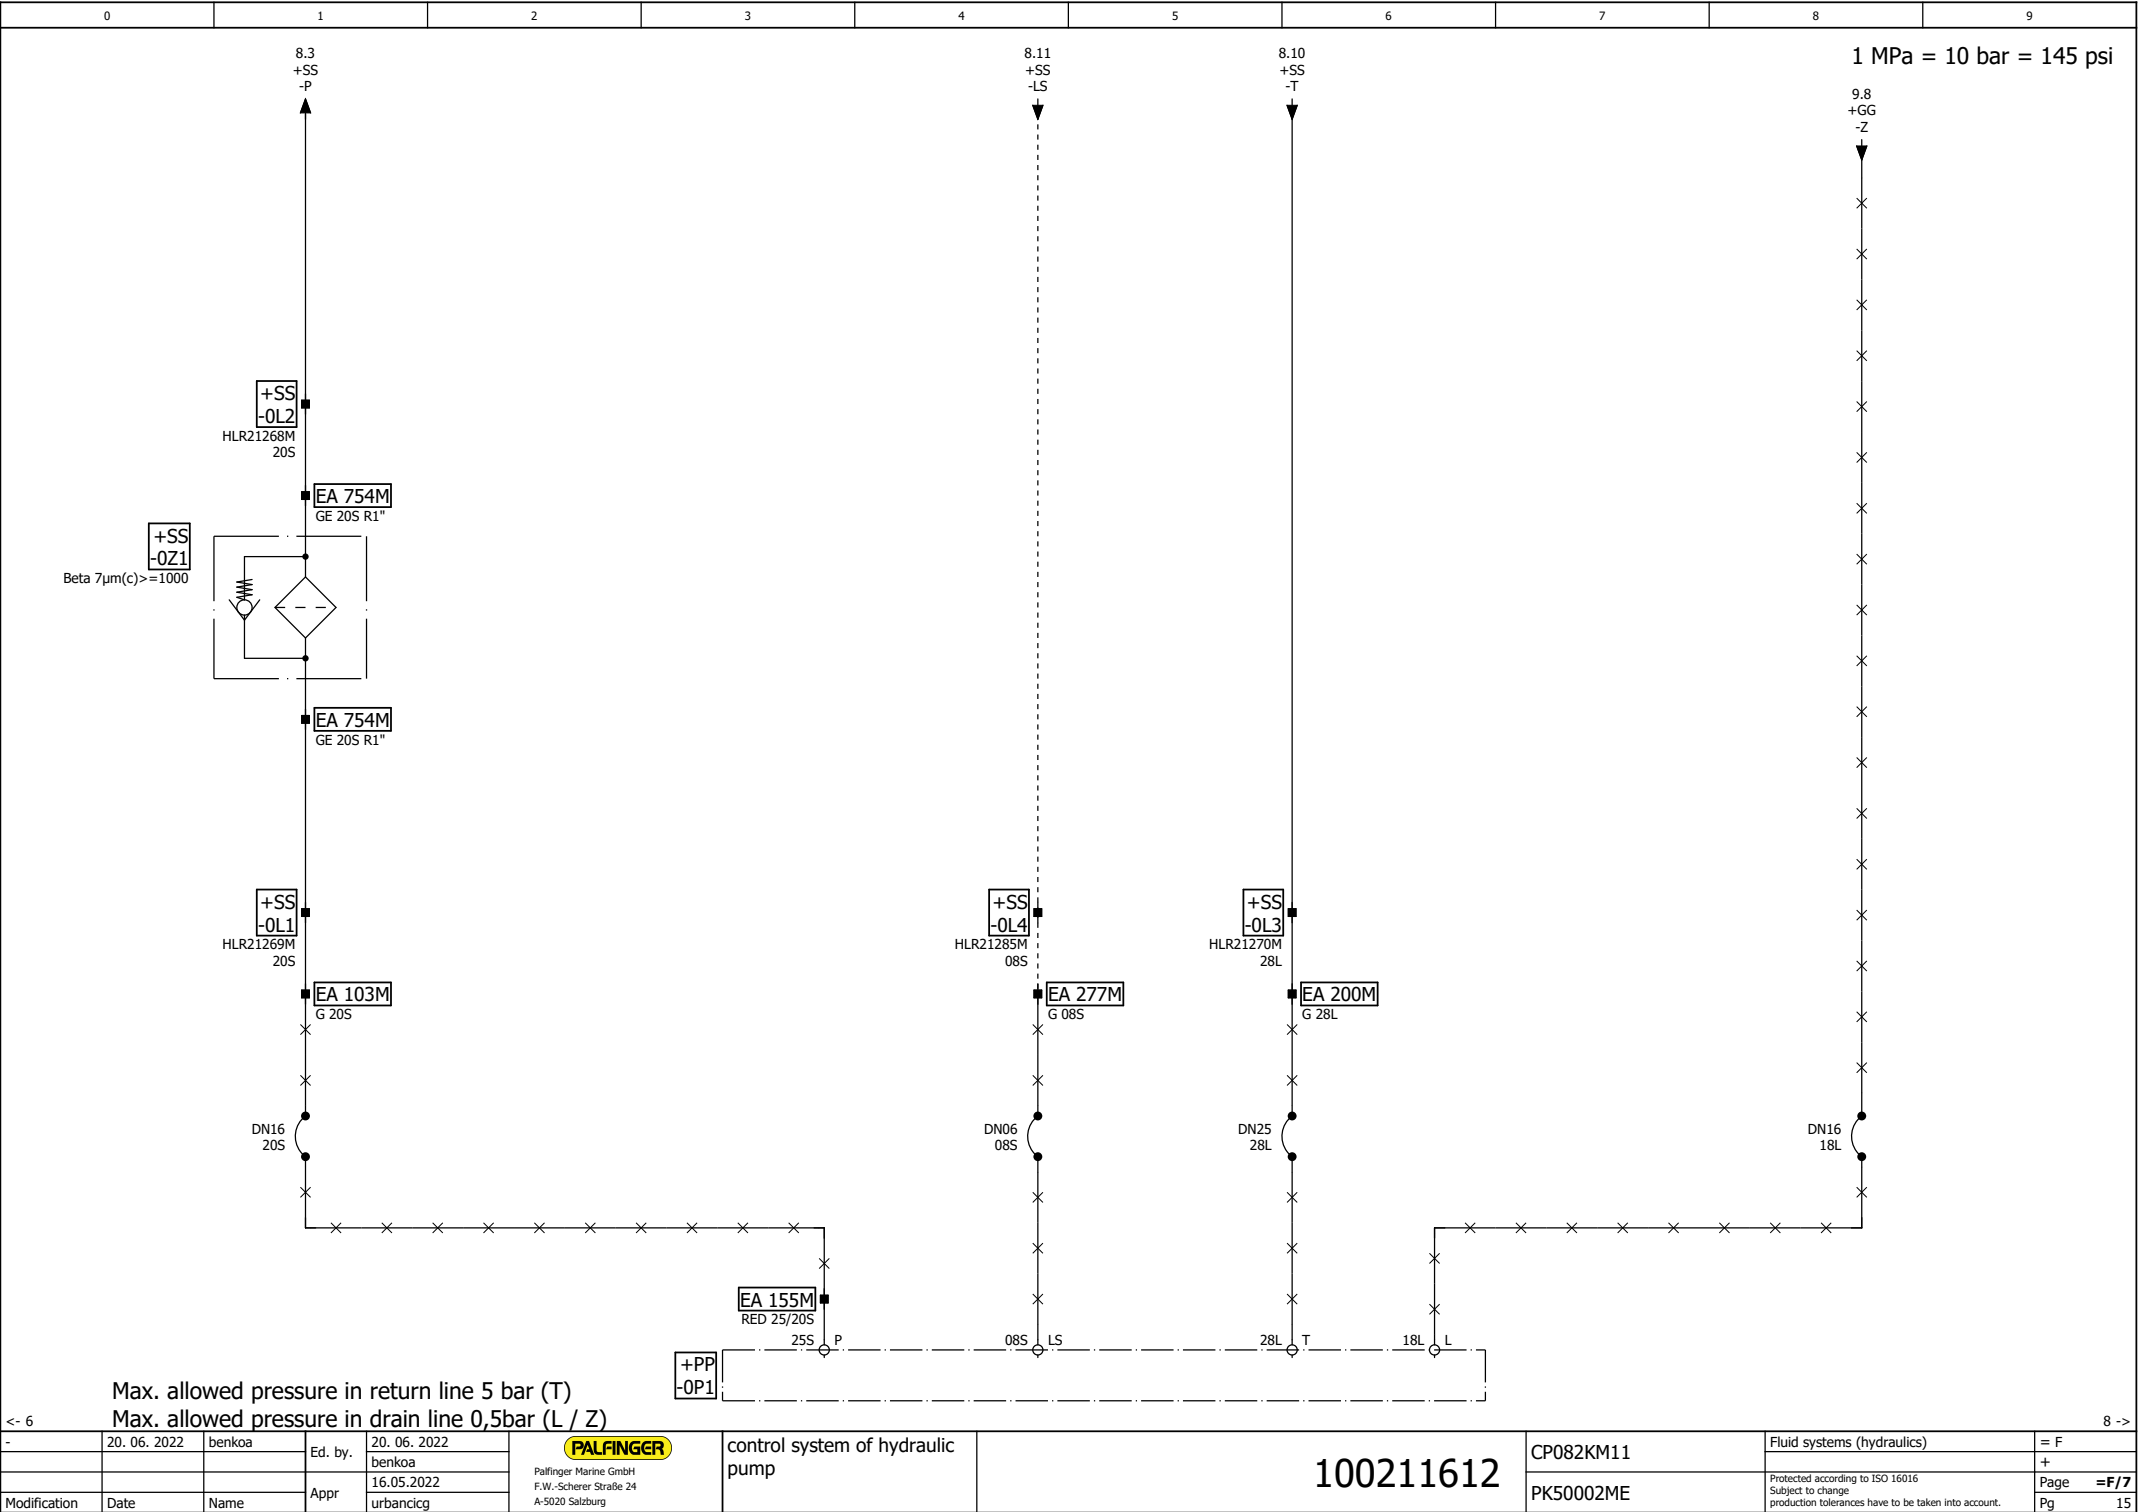 0 1 2 3 4 5 6 7 8 9
1 MPa = 10 bar = 145 psi
8.3
+SS
-P
8.11
+SS
-LS
8.10
+SS
-T
9.8
+GG
-Z
+SS
-0L2
HLR21268M
20S
EA 754M
GE 20S R1"
+SS
-0Z1
Beta 7µm(c)>=1000
EA 754M
GE 20S R1"
+SS
-0L1
HLR21269M
20S
EA 103M
G 20S
+SS
-0L4
HLR21285M
08S
EA 277M
G 08S
+SS
-0L3
HLR21270M
28L
EA 200M
G 28L
DN16
20S
DN06
08S
DN25
28L
DN16
18L
EA 155M
RED 25/20S
25S P
08S LS
28L T
18L L
+PP
-0P1
Max. allowed pressure in return line 5 bar (T)
Max. allowed pressure in drain line 0,5bar (L / Z)
<- 6
8 ->
- 20. 06. 2022 benkoa
Modification Date Name
Ed. by. 20. 06. 2022
benkoa
Appr 16.05.2022
urbancicg
PALFINGER
Palfinger Marine GmbH
F.W.-Scherer Straße 24
A-5020 Salzburg
control system of hydraulic
pump
100211612
CP082KM11
PK50002ME
Fluid systems (hydraulics)
Protected according to ISO 16016
Subject to change
production tolerances have to be taken into account.
= F
+
Page =F/7
Pg 15